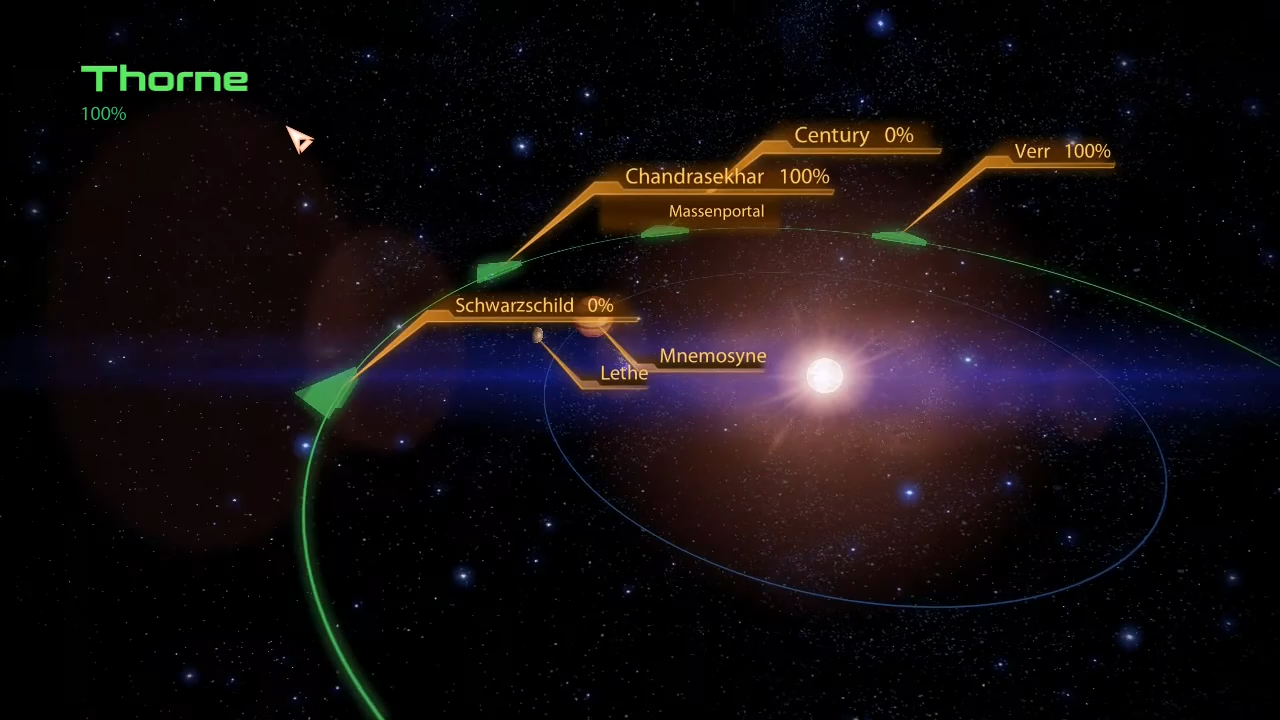 Thorne
100%
Century 0%
Verr 100%
Chandrasekhar 100%
Massenportal
Schwarzschild 0%
Mnemosyne
Lethe